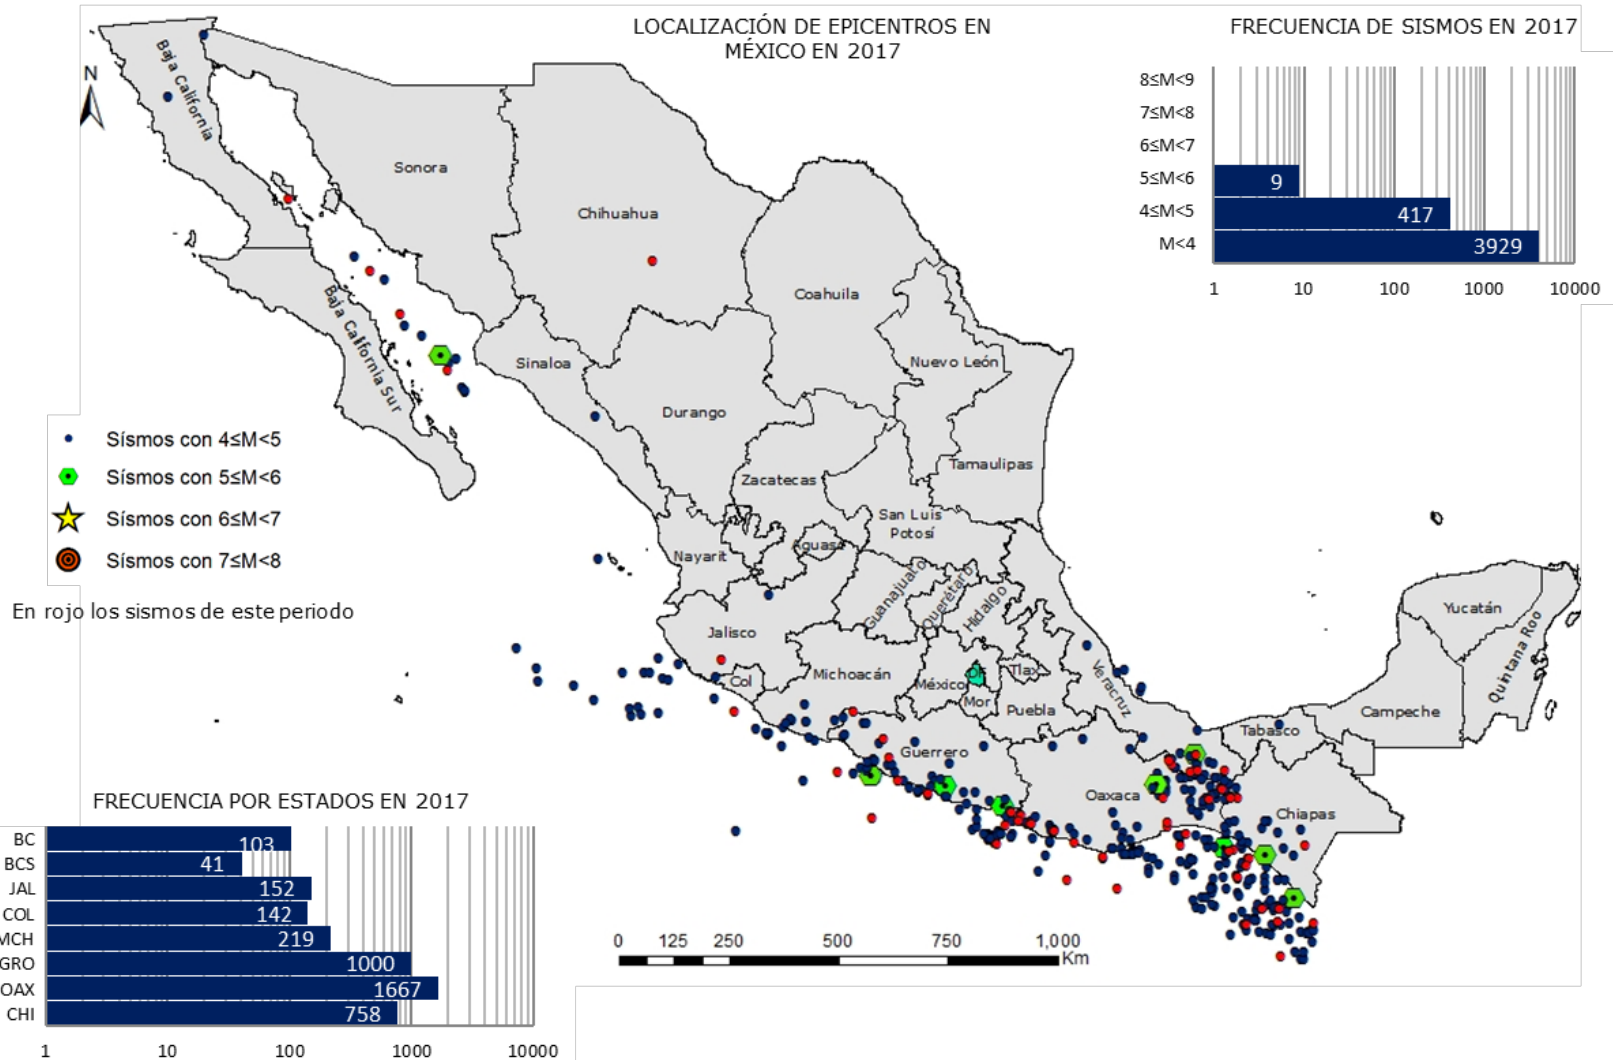 LOCALIZACIÓN DE EPICENTROS EN
MÉXICO EN 2017
FRECUENCIA DE SISMOS EN 2017
8≤M<9
7≤M<8
6≤M<7
5≤M<6
9
4≤M<5
417
M<4
3929
1 10 100 1000 10000
N
Baja California
Sonora
Chihuahua
Coahuila
Baja California Sur
Sinaloa
Nuevo León
Durango
Tamaulipas
Zacatecas
San Luis
Potosí
Nayarit
Aguasc
Guanajuato
Querétaro
Hidalgo
Jalisco
Col
Michoacán
México
DF
Tlax
Mor
Puebla
Veracruz
Guerrero
Oaxaca
Tabasco
Chiapas
Campeche
Yucatán
Quintana Roo
Sísmos con 4≤M<5
Sísmos con 5≤M<6
Sísmos con 6≤M<7
Sísmos con 7≤M<8
En rojo los sismos de este periodo
FRECUENCIA POR ESTADOS EN 2017
BC 103
BCS 41
JAL 152
COL 142
MCH 219
GRO 1000
OAX 1667
CHI 758
1 10 100 1000 10000
0 125 250 500 750 1,000
Km